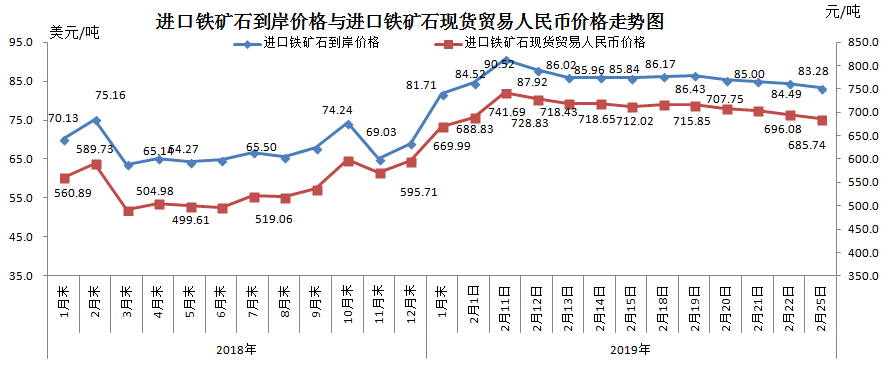 进口铁矿石到岸价格与进口铁矿石现货贸易人民币价格走势图
美元/吨
元/吨
进口铁矿石到岸价格
进口铁矿石现货贸易人民币价格
95.0
85.0
75.0
65.0
55.0
45.0
35.0
850.0
800.0
750.0
700.0
650.0
600.0
550.0
500.0
450.0
400.0
350.0
70.13
75.16
65.14
64.27
65.50
74.24
69.03
81.71
84.52
90.52
87.92
86.02
85.96
85.84
86.17
86.43
85.00
84.49
83.28
560.89
589.73
504.98
499.61
519.06
595.71
669.99
688.83
741.69
728.83
718.43
718.65
712.02
715.85
707.75
696.08
685.74
1月末
2月末
3月末
4月末
5月末
6月末
7月末
8月末
9月末
10月末
11月末
12月末
1月末
2月1日
2月11日
2月12日
2月13日
2月14日
2月15日
2月18日
2月19日
2月20日
2月21日
2月22日
2月25日
2018年
2019年